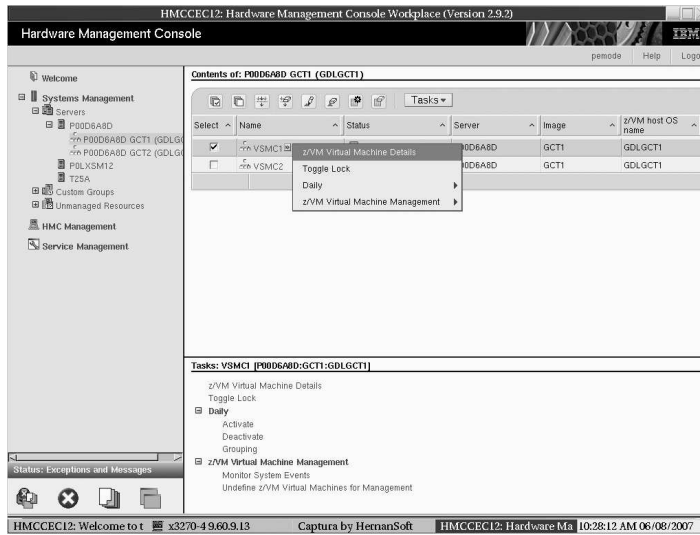 HMCCEC12: Hardware Management Console Workplace (Version 2.9.2)
Hardware Management Console
IBM
pemode Help Logo
Welcome
Systems Management
Servers
P00D6A8D
P00D6A8D GCT1 (GDLG
P00D6A8D GCT2 (GDLG
P0LXSM12
T25A
Custom Groups
Unmanaged Resources
HMC Management
Service Management
Status: Exceptions and Messages
Contents of: P00D6A8D GCT1 (GDLGCT1)
Tasks
Select Name Status Server Image z/VM host OS name
VSMC1 P00D6A8D GCT1 GDLGCT1
VSMC2 P00D6A8D GCT1 GDLGCT1
z/VM Virtual Machine Details
Toggle Lock
Daily
z/VM Virtual Machine Management
Tasks: VSMC1 [P00D6A8D:GCT1:GDLGCT1]
z/VM Virtual Machine Details
Toggle Lock
Daily
Activate
Deactivate
Grouping
z/VM Virtual Machine Management
Monitor System Events
Undefine z/VM Virtual Machines for Management
HMCCEC12: Welcome to t x3270-4 9.60.9.13 Captura by HernanSoft HMCCEC12: Hardware Ma 10:28:12 AM 06/08/2007